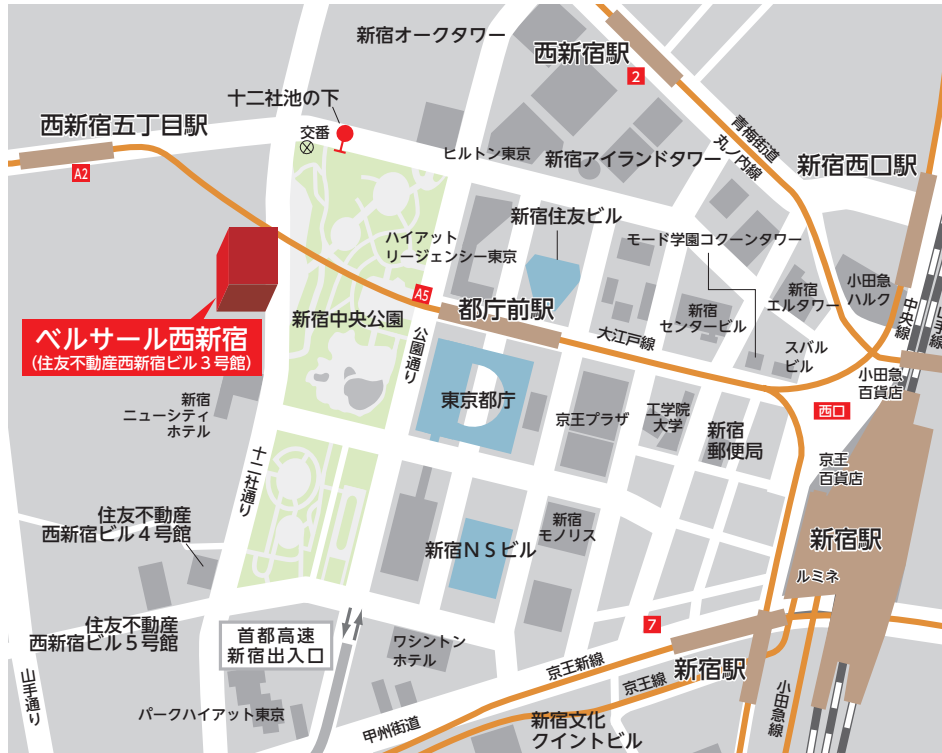 新宿オークタワー
西新宿駅
2
十二社池の下
西新宿五丁目駅
交番
A2
ヒルトン東京
新宿アイランドタワー
青梅街道
丸ノ内線
新宿西口駅
新宿住友ビル
ハイアット
リージェンシー東京
モード学園コクーンタワー
小田急
ハルク
新宿
エルタワー
中央線
山手線
A5
都庁前駅
新宿
センタービル
大江戸線
スバル
ビル
新宿中央公園
公園通り
ベルサール西新宿
(住友不動産西新宿ビル3号館)
小田急
百貨店
西口
東京都庁
京王プラザ
工学院
大学
新宿
郵便局
新宿
ニューシティ
ホテル
十二社通り
京王
百貨店
住友不動産
西新宿ビル4号館
新宿NSビル
新宿
モノリス
新宿駅
ルミネ
住友不動産
西新宿ビル5号館
首都高速
新宿出入口
ワシントン
ホテル
7
京王新線
新宿駅
京王線
小田急線
山手通り
パークハイアット東京
甲州街道
新宿文化
クイントビル